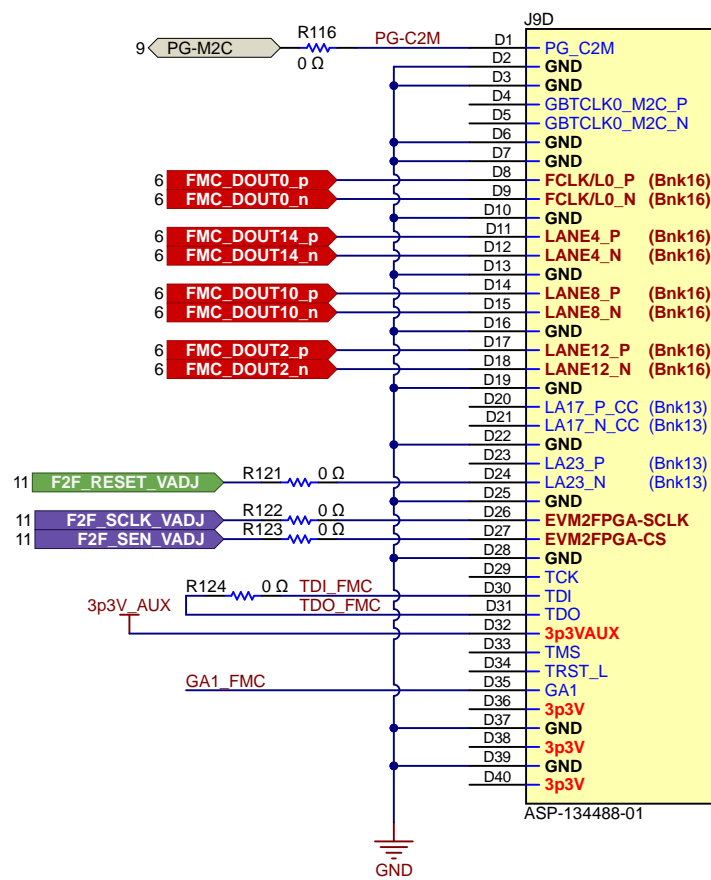 J9D
9 PG-M2C R116 0 Ω PG-C2M D1 PG_C2M
D2 GND
D3 GND
D4 GBTCLK0_M2C_P
D5 GBTCLK0_M2C_N
D6 GND
D7 GND
6 FMC_DOUT0_p D8 FCLK/L0_P (Bnk16)
6 FMC_DOUT0_n D9 FCLK/L0_N (Bnk16)
D10 GND
6 FMC_DOUT14_p D11 LANE4_P (Bnk16)
6 FMC_DOUT14_n D12 LANE4_N (Bnk16)
D13 GND
6 FMC_DOUT10_p D14 LANE8_P (Bnk16)
6 FMC_DOUT10_n D15 LANE8_N (Bnk16)
D16 GND
6 FMC_DOUT2_p D17 LANE12_P (Bnk16)
6 FMC_DOUT2_n D18 LANE12_N (Bnk16)
D19 GND
D20 LA17_P_CC (Bnk13)
D21 LA17_N_CC (Bnk13)
D22 GND
D23 LA23_P (Bnk13)
11 F2F_RESET_VADJ R121 0 Ω D24 LA23_N (Bnk13)
D25 GND
11 F2F_SCLK_VADJ R122 0 Ω D26 EVM2FPGA-SCLK
11 F2F_SEN_VADJ R123 0 Ω D27 EVM2FPGA-CS
D28 GND
D29 TCK
R124 0 Ω TDI_FMC D30 TDI
TDO_FMC D31 TDO
3p3V_AUX D32 3p3VAUX
D33 TMS
D34 TRST_L
GA1_FMC D35 GA1
D36 3p3V
D37 GND
D38 3p3V
D39 GND
D40 3p3V
ASP-134488-01
GND